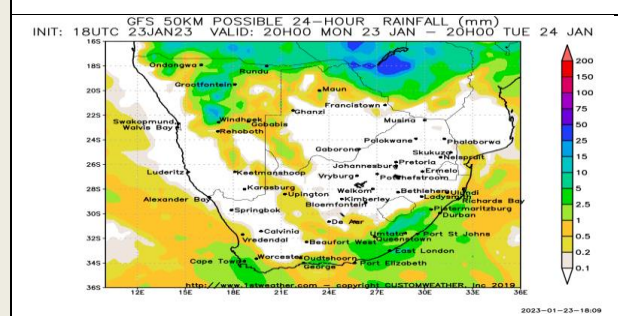 GFS 50KM POSSIBLE 24-HOUR RAINFALL (mm)
INIT: 18UTC 23JAN23 VALID: 20H00 MON 23 JAN – 20H00 TUE 24 JAN
16S
18S
20S
22S
24S
26S
28S
30S
32S
34S
36S
Ondongwa
Rundu
Grootfontein
Maun
Francistown
Ghanzi
Windhoek
Gobabis
Swakopmund
Walvis Bay
Rehoboth
Musina
Polokwane
Phalaborwa
Gaborone
Skukuza
Nelspruit
Johannesburg
Pretoria
Luderitz
Keetmanshoop
Vryburg
Potchefstroom
Ermelo
Karasburg
Upington
Welkom
Bethlehem
Ulundi
Kimberley
Ladysmith
Richards Bay
Alexander Bay
Bloemfontein
Springbok
Pietermaritzburg
Durban
De Aar
Calvinia
Umtata
Port St Johns
Vredendal
Beaufort West
Queenstown
East London
Cape Town
Worcester
Oudtshoorn
George
Port Elizabeth
http://www.1stweather.com – copyright CUSTOMWEATHER, Inc 2019
12E
15E
18E
21E
24E
27E
30E
33E
36E
200
150
100
75
50
25
15
10
5
2.5
1
0.5
0.2
0.1
2023-01-23-18:09